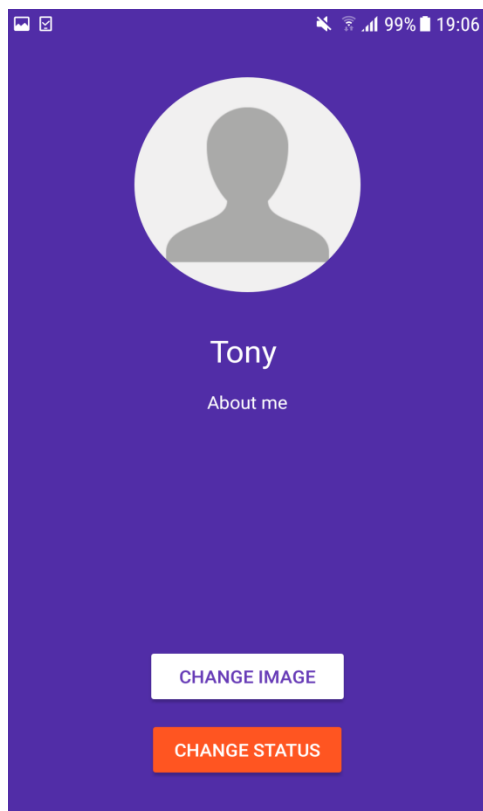 99% 19:06
Tony
About me
CHANGE IMAGE
CHANGE STATUS